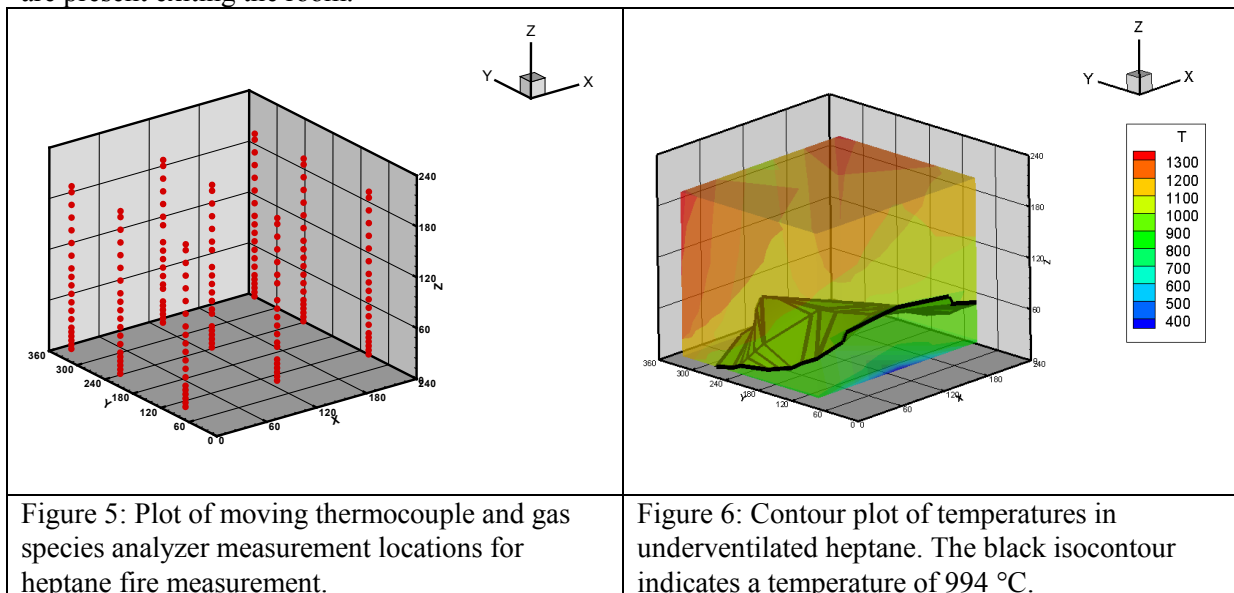 are present exiting the room.
Z
Y
X
240
180
120
60
0
Z
360
300
240
180
120
60
0
Y
0
60
120
180
240
X
Z
Y
X
T
1300
1200
1100
1000
900
800
700
600
500
400
240
180
120
60
0
Z
360
300
240
180
120
60
0
Y
0
60
120
180
240
X
Figure 5: Plot of moving thermocouple and gas
species analyzer measurement locations for
heptane fire measurement.
Figure 6: Contour plot of temperatures in
underventilated heptane. The black isocontour
indicates a temperature of 994 °C.